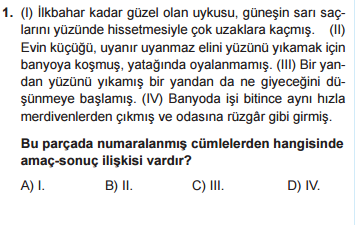 1. (I) İlkbahar kadar güzel olan uykusu, güneşin sarı saç-
larını yüzünde hissetmesiyle çok uzaklara kaçmış. (II)
Evin küçüğü, uyanır uyanmaz elini yüzünü yıkamak için
banyoya koşmuş, yatağında oyalanmamış. (III) Bir yan-
dan yüzünü yıkamış bir yandan da ne giyeceğini dü-
şünmeye başlamış. (IV) Banyoda işi bitince aynı hızla
merdivenlerden çıkmış ve odasına rüzgâr gibi girmiş.
Bu parçada numaralanmış cümlelerden hangisinde
amaç-sonuç ilişkisi vardır?
A) I. B) II. C) III. D) IV.